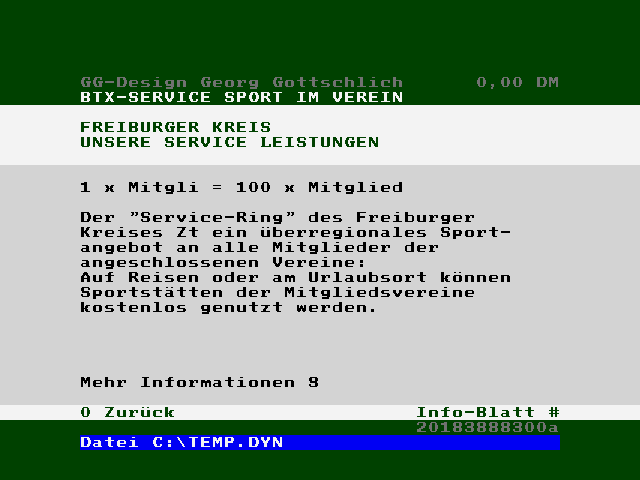 GG-Design Georg Gottschlich 0,00 DM
BTX-SERVICE SPORT IM VEREIN
FREIBURGER KREIS
UNSERE SERVICE LEISTUNGEN
1 x Mitgli = 100 x Mitglied
Der "Service-Ring" des Freiburger
Kreises Zt ein überregionales Sport-
angebot an alle Mitglieder der
angeschlossenen Vereine:
Auf Reisen oder am Urlaubsort können
Sportstätten der Mitgliedsvereine
kostenlos genutzt werden.
Mehr Informationen 8
0 Zurück Info-Blatt #
20183888300a
Datei C:\TEMP.DYN